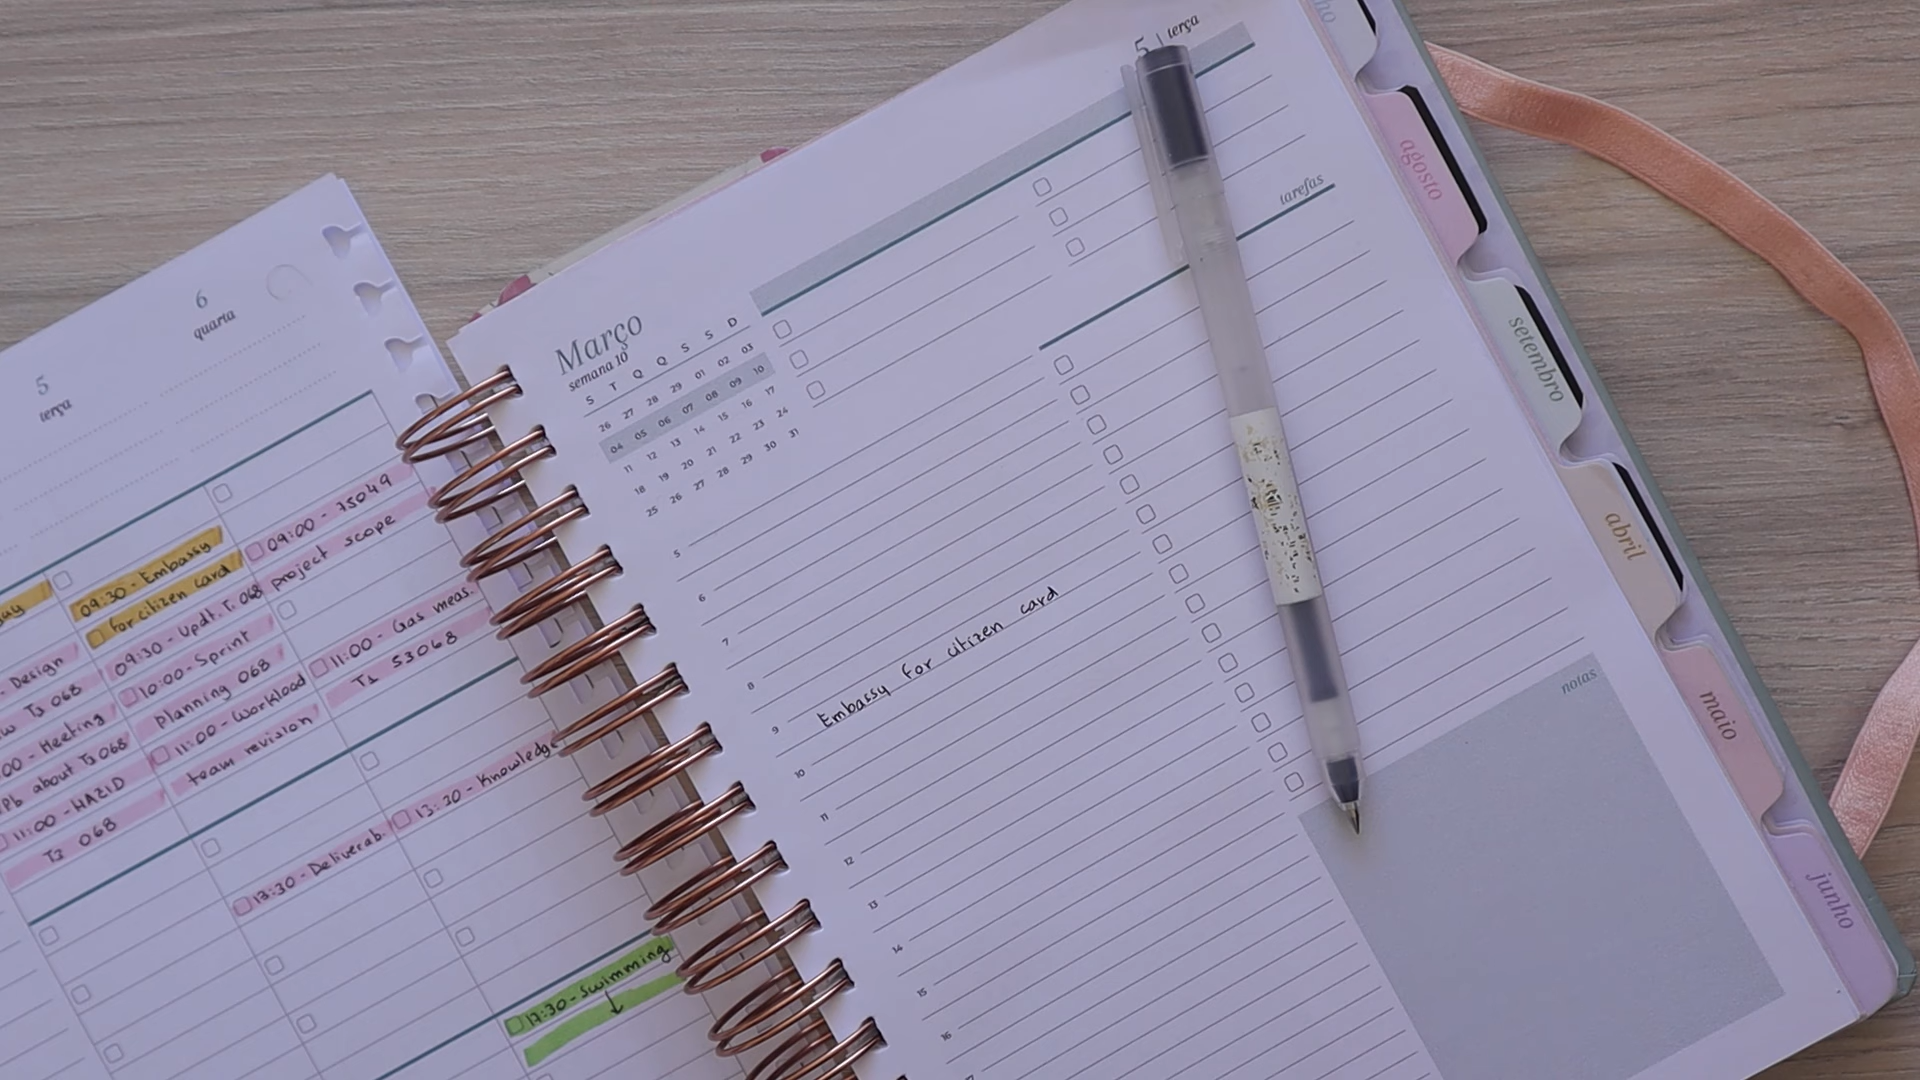 5
terça
6
quarta
09:30 - Embassy
for citizen card
09:30 - Updt. T. 068
10:00 - Sprint
Planning 068
11:00 - Workload
team revision
13:30 - Deliverab.
09:00 - 75049
project scope
11:00 - Gas meas.
T1 53068
13:30 - Knowledge
17:30 - Swimming
. Design
T3 068
00 - Meeting
Pb about T3 068
11:00 - HAZID
T2 068
Março
semana 10
S T Q Q S S D
26 27 28 29 01 02 03
04 05 06 07 08 09 10
11 12 13 14 15 16 17
18 19 20 21 22 23 24
25 26 27 28 29 30 31
5 | terça
tarefas
5
6
7
8
9 Embassy for citizen card
10
11
12
13
14
15
16
17
notas
ho
agosto
setembro
abril
maio
junho